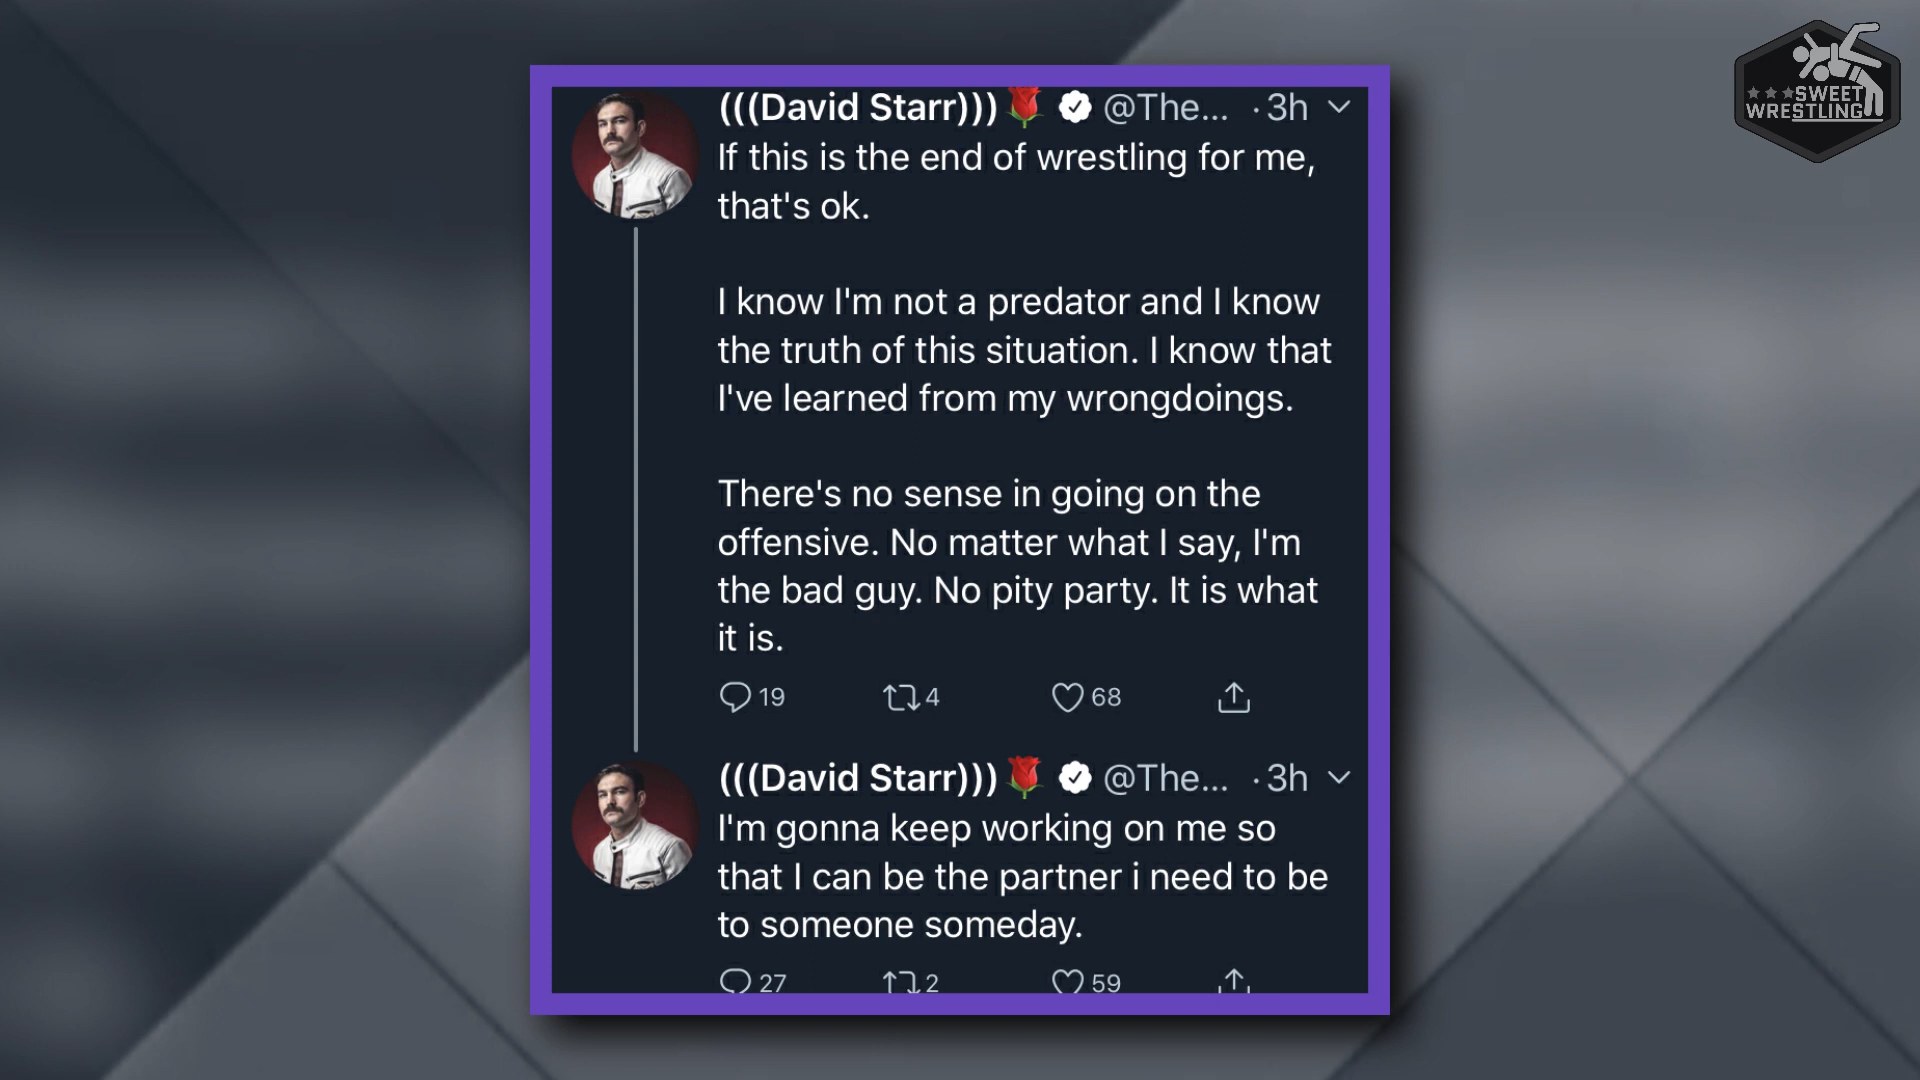 SWEET
WRESTLING
(((David Starr)))🌹 @The... · 3h
If this is the end of wrestling for me,
that's ok.
I know I'm not a predator and I know
the truth of this situation. I know that
I've learned from my wrongdoings.
There's no sense in going on the
offensive. No matter what I say, I'm
the bad guy. No pity party. It is what
it is.
19 4 68
(((David Starr)))🌹 @The... · 3h
I'm gonna keep working on me so
that I can be the partner i need to be
to someone someday.
27 2 59